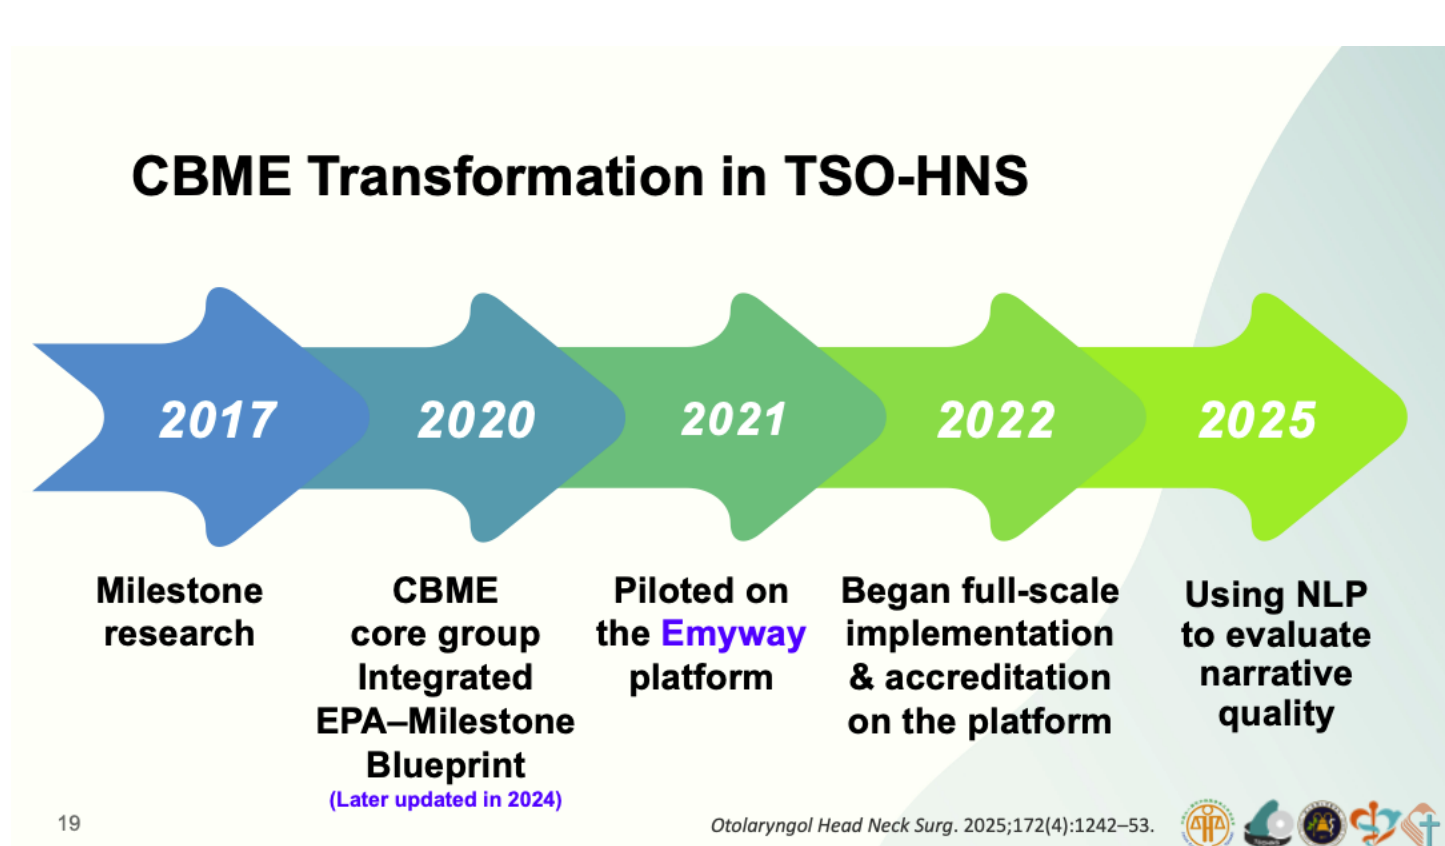 CBME Transformation in TSO-HNS
2017
2020
2021
2022
2025
Milestone
research
CBME
core group
Integrated
EPA–Milestone
Blueprint
(Later updated in 2024)
Piloted on
the Emyway
platform
Began full-scale
implementation
& accreditation
on the platform
Using NLP
to evaluate
narrative
quality
19
Otolaryngol Head Neck Surg. 2025;172(4):1242–53.